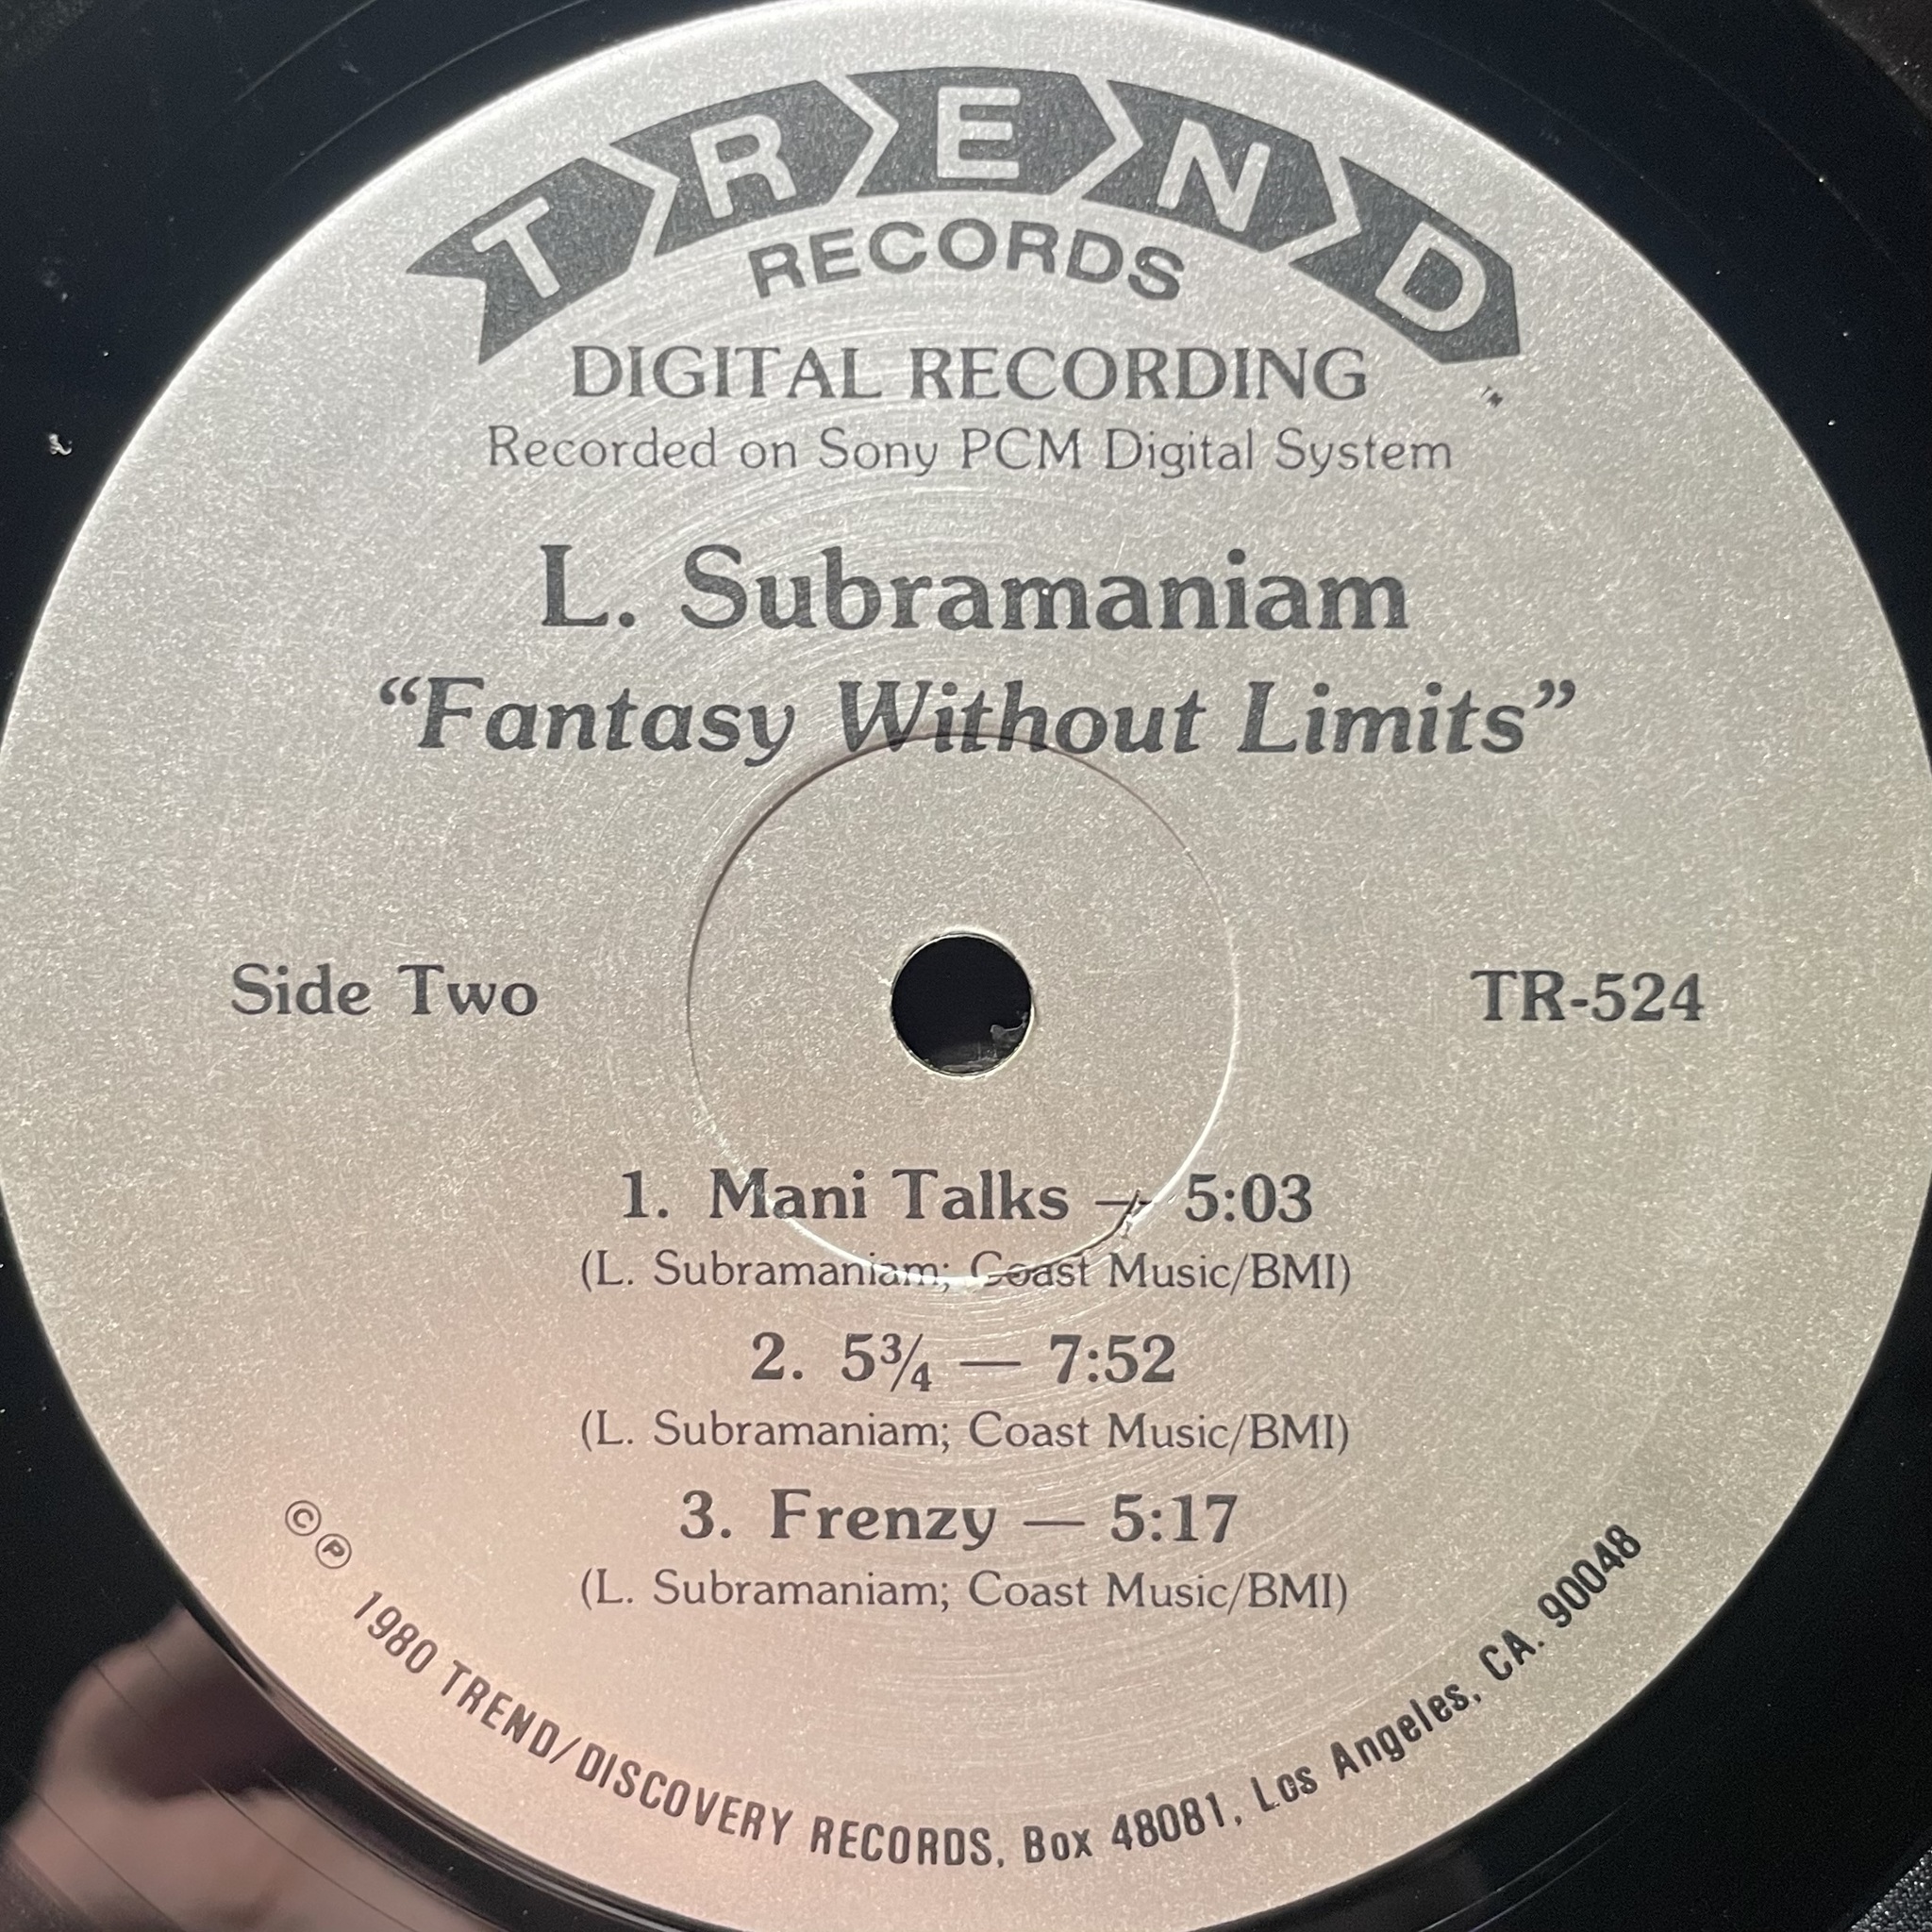 TREND
RECORDS
DIGITAL RECORDING
Recorded on Sony PCM Digital System
L. Subramaniam
“Fantasy Without Limits”
Side Two
TR-524
1. Mani Talks — 5:03
(L. Subramaniam; Coast Music/BMI)
2. 5¾ — 7:52
(L. Subramaniam; Coast Music/BMI)
3. Frenzy — 5:17
(L. Subramaniam; Coast Music/BMI)
©℗ 1980 TREND/DISCOVERY RECORDS, Box 48081, Los Angeles, CA. 90048